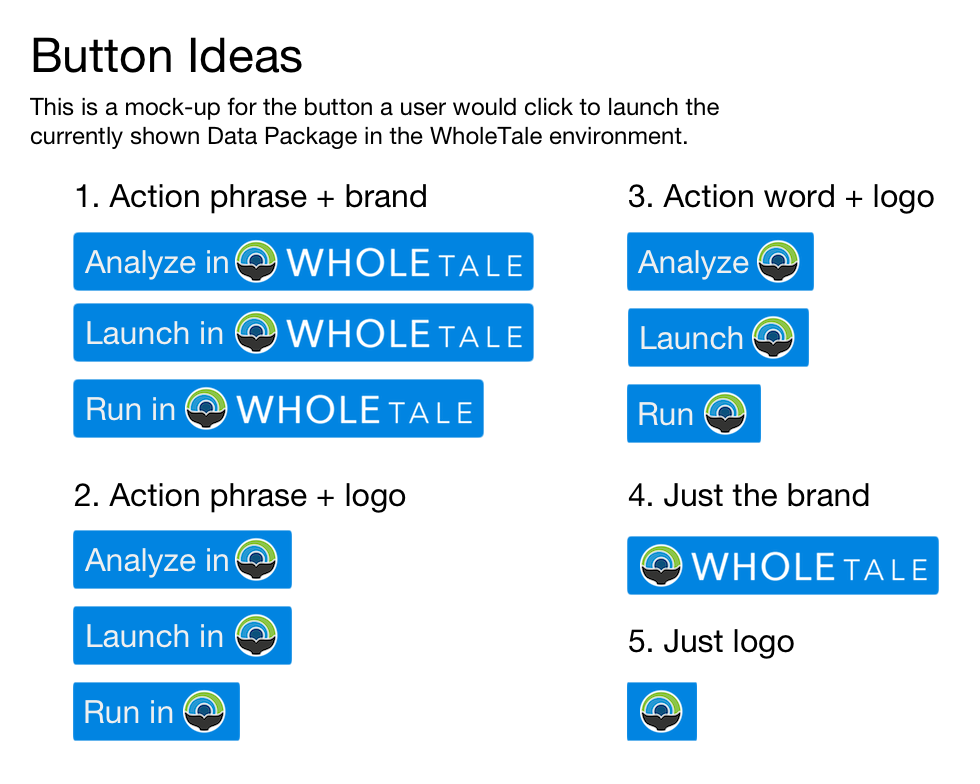 Button Ideas
This is a mock-up for the button a user would click to launch the
currently shown Data Package in the WholeTale environment.
1. Action phrase + brand
Analyze in WHOLE TALE
Launch in WHOLE TALE
Run in WHOLE TALE
2. Action phrase + logo
Analyze in
Launch in
Run in
3. Action word + logo
Analyze
Launch
Run
4. Just the brand
WHOLE TALE
5. Just logo